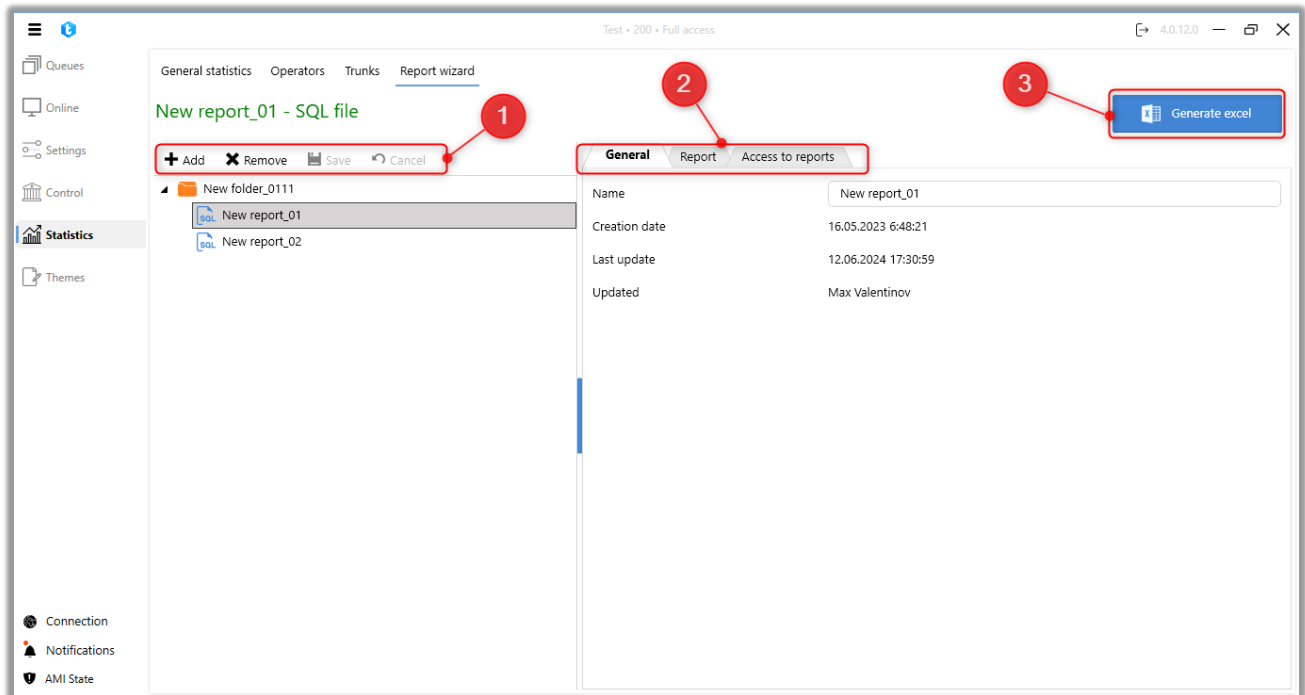 Test • 200 • Full access
4.0.12.0
Queues
Online
Settings
Control
Statistics
Themes
Connection
Notifications
AMI State
General statistics Operators Trunks Report wizard
New report_01 - SQL file
1
2
3
Generate excel
Add Remove Save Cancel
New folder_0111
SQL New report_01
SQL New report_02
General Report Access to reports
Name New report_01
Creation date 16.05.2023 6:48:21
Last update 12.06.2024 17:30:59
Updated Max Valentinov